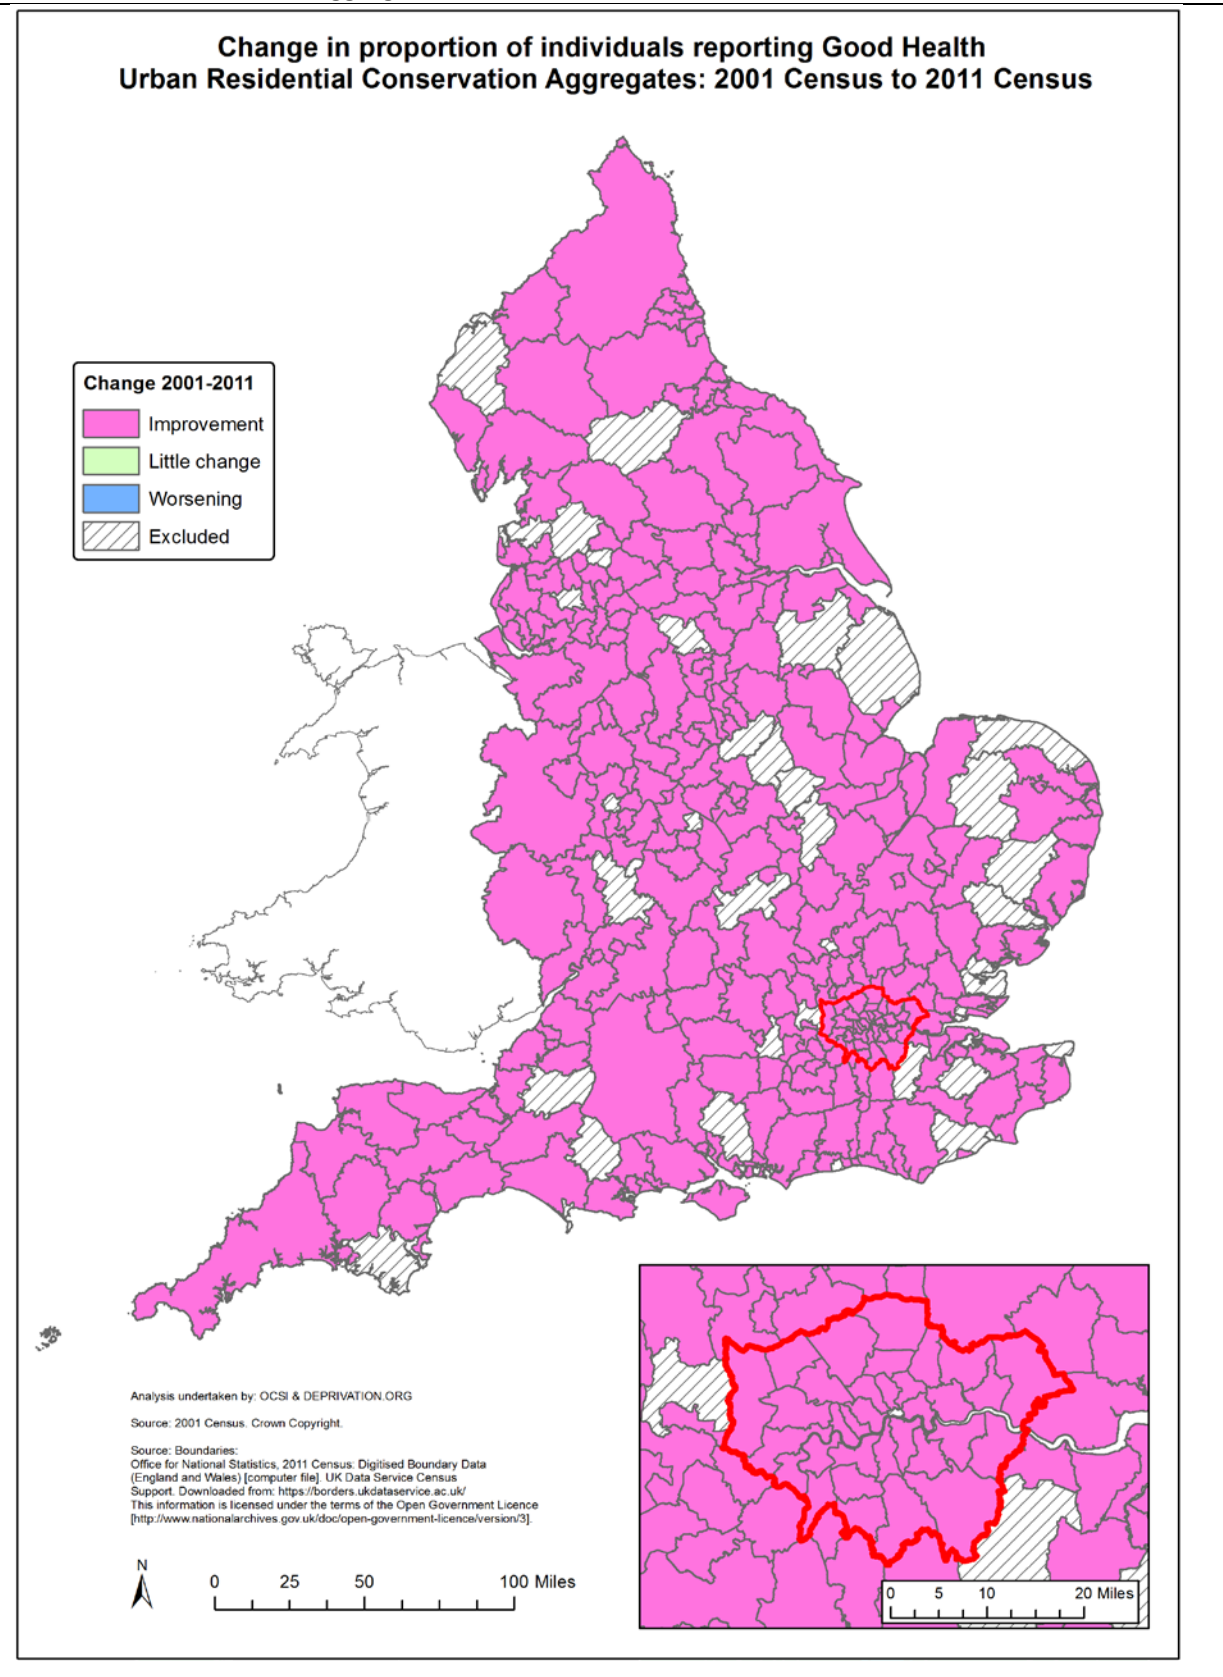 Change in proportion of individuals reporting Good Health
Urban Residential Conservation Aggregates: 2001 Census to 2011 Census
Change 2001-2011
Improvement
Little change
Worsening
Excluded
Analysis undertaken by: OCSI & DEPRIVATION.ORG
Source: 2001 Census. Crown Copyright.
Source: Boundaries:
Office for National Statistics, 2011 Census: Digitised Boundary Data
(England and Wales) [computer file]. UK Data Service Census
Support. Downloaded from: https://borders.ukdataservice.ac.uk/
This information is licensed under the terms of the Open Government Licence
[http://www.nationalarchives.gov.uk/doc/open-government-licence/version/3].
N
0 25 50 100 Miles
0 5 10 20 Miles